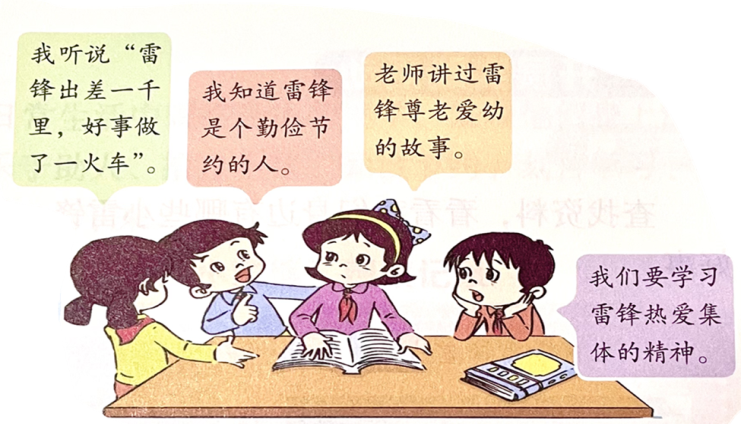 我听说“雷
锋出差一千
里，好事做
了一火车”。
我知道雷锋
是个勤俭节
约的人。
老师讲过雷
锋尊老爱幼
的故事。
我们要学习
雷锋热爱集
体的精神。